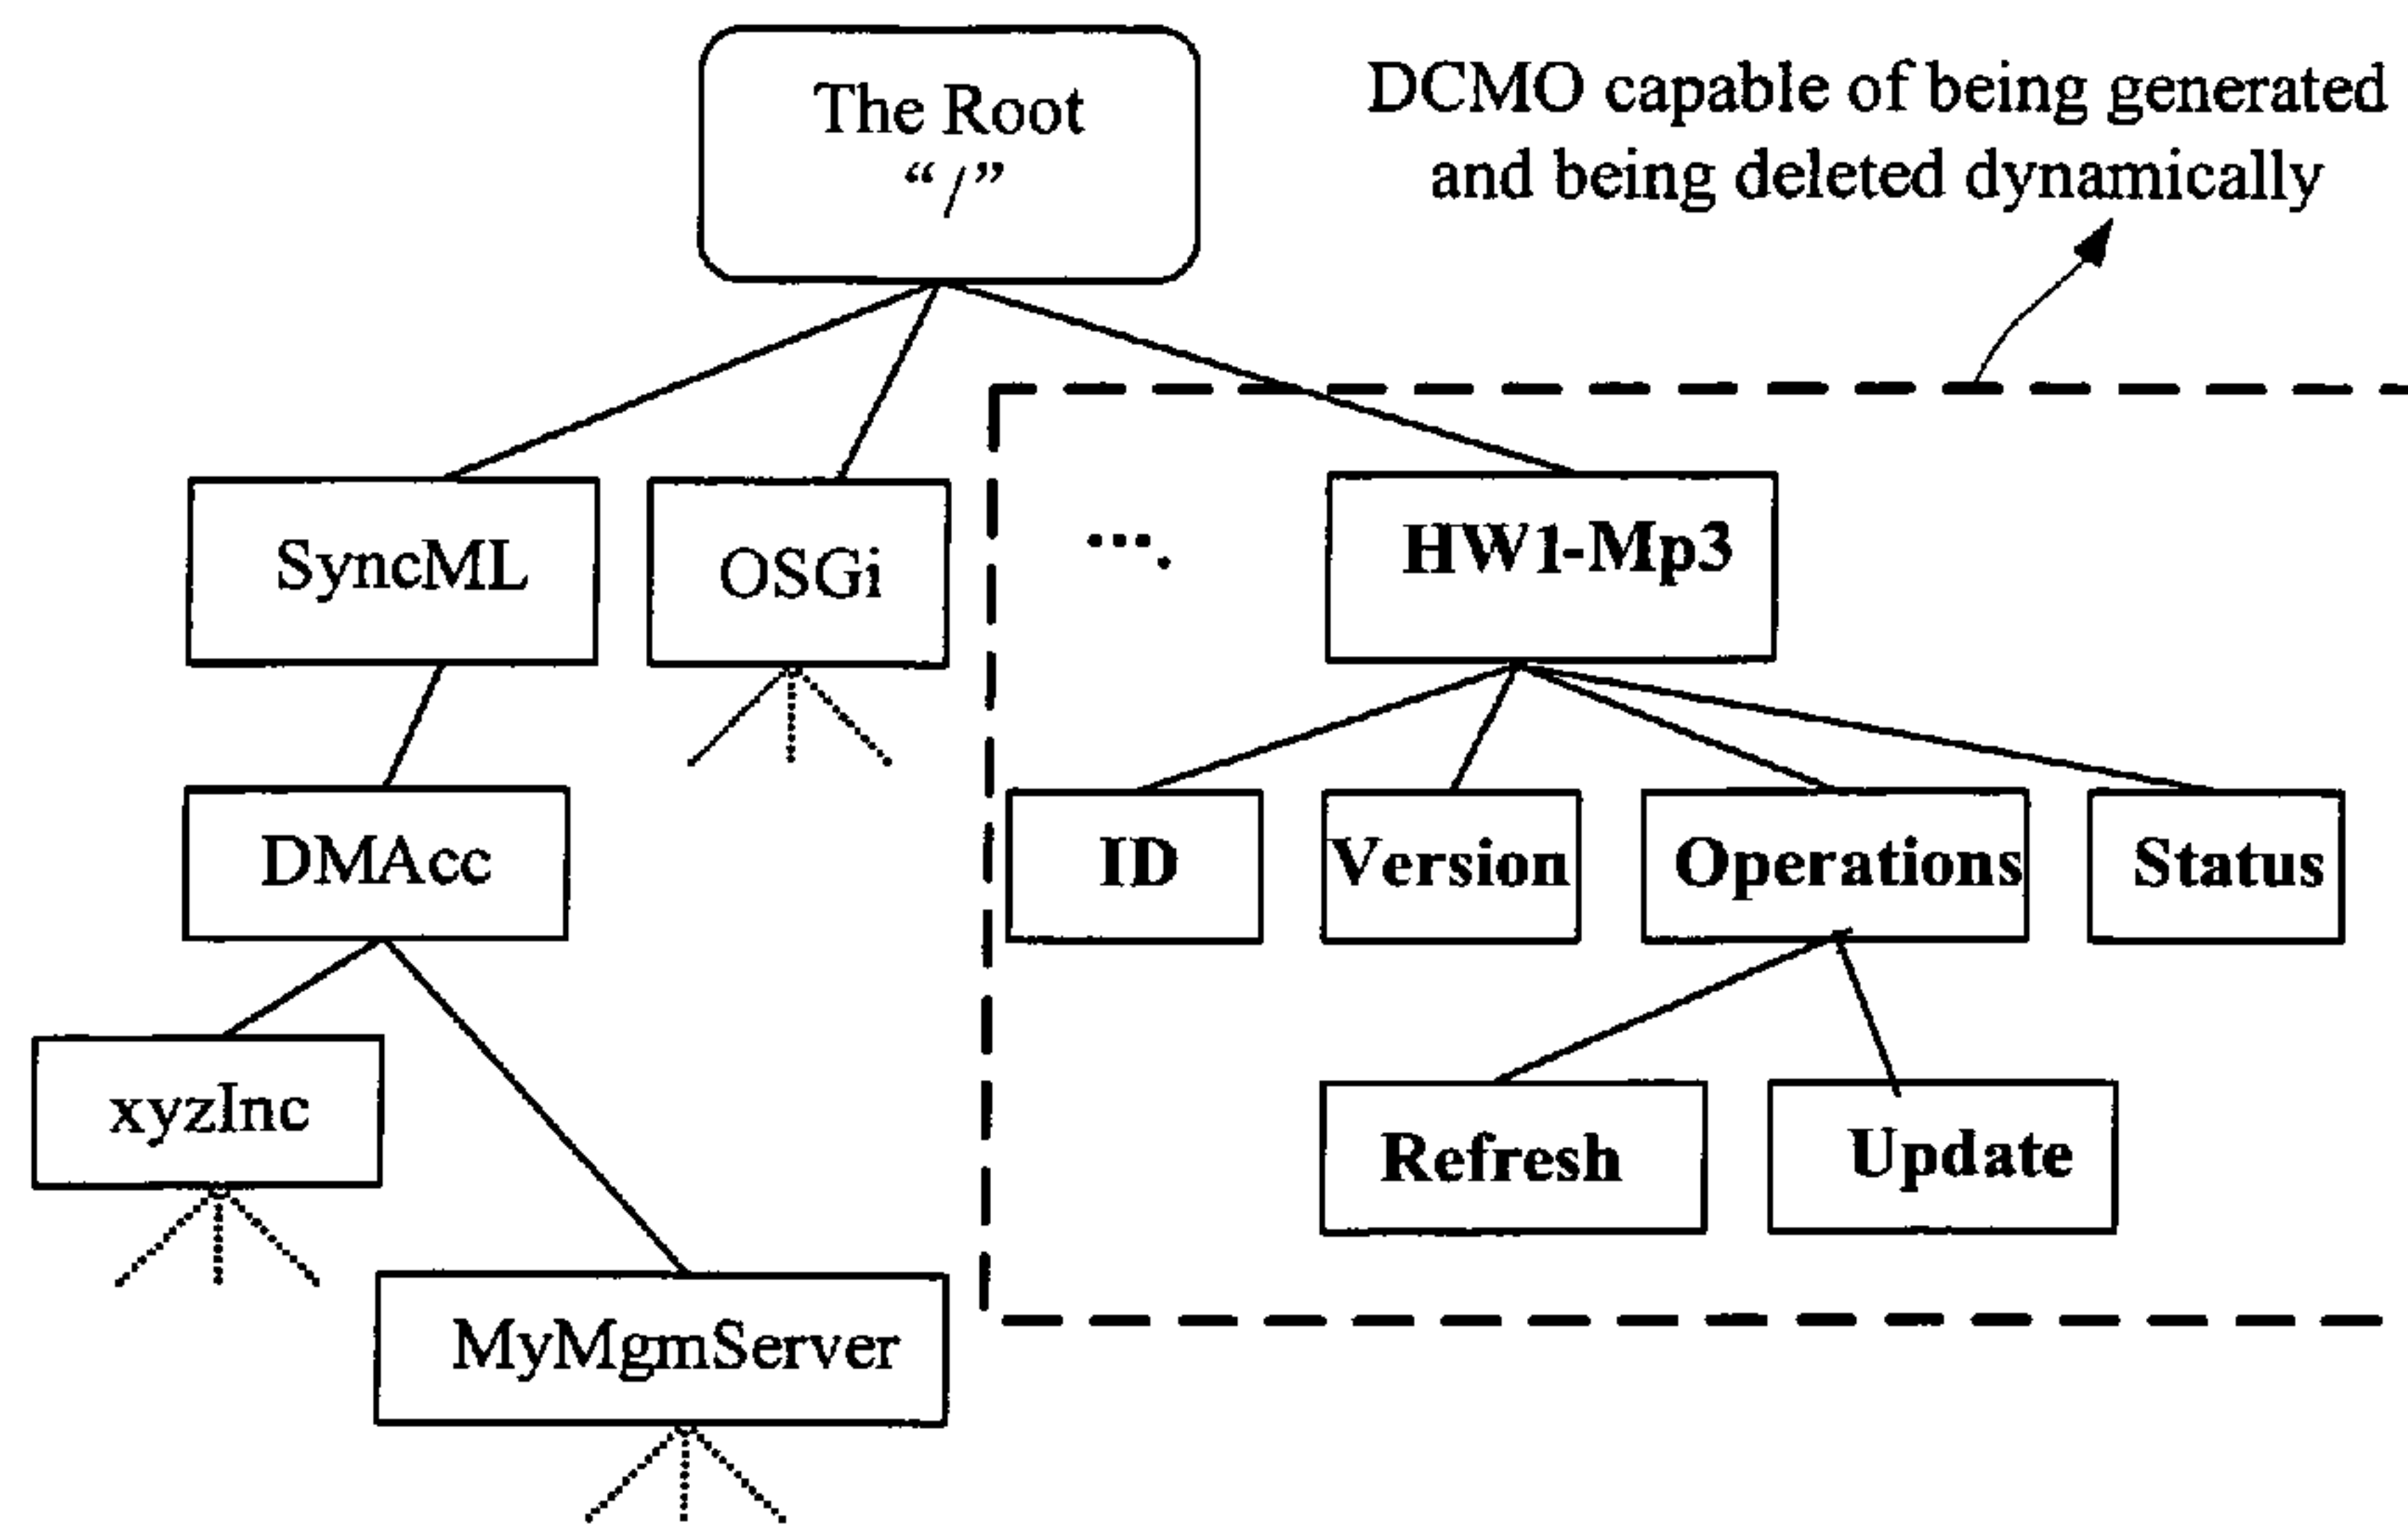 The Root
“/”
DCMO capable of being generated
and being deleted dynamically
SyncML
OSGi
....
HW1-Mp3
DMAcc
ID
Version
Operations
Status
xyzInc
Refresh
Update
MyMgmServer